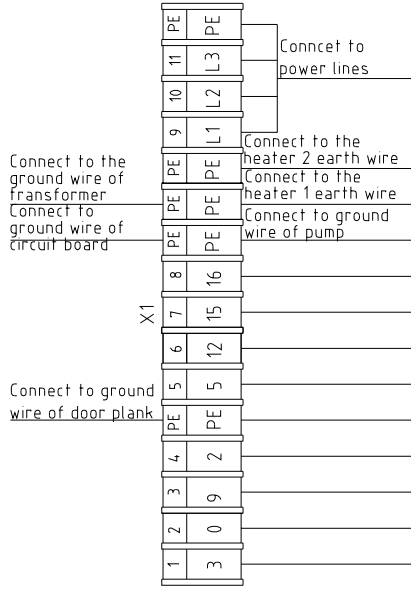 PE PE
11 L3
Conncet to
power lines
10 L2
9 L1
Connect to the
heater 2 earth wire
PE PE
Connect to the
ground wire of
transformer
Connect to the
heater 1 earth wire
PE PE
Connect to
ground wire of
circuit board
Connect to ground
wire of pump
PE PE
8 16
X1
7 15
6 12
5 5
Connect to ground
wire of door plank
PE PE
4 2
3 9
2 0
1 3